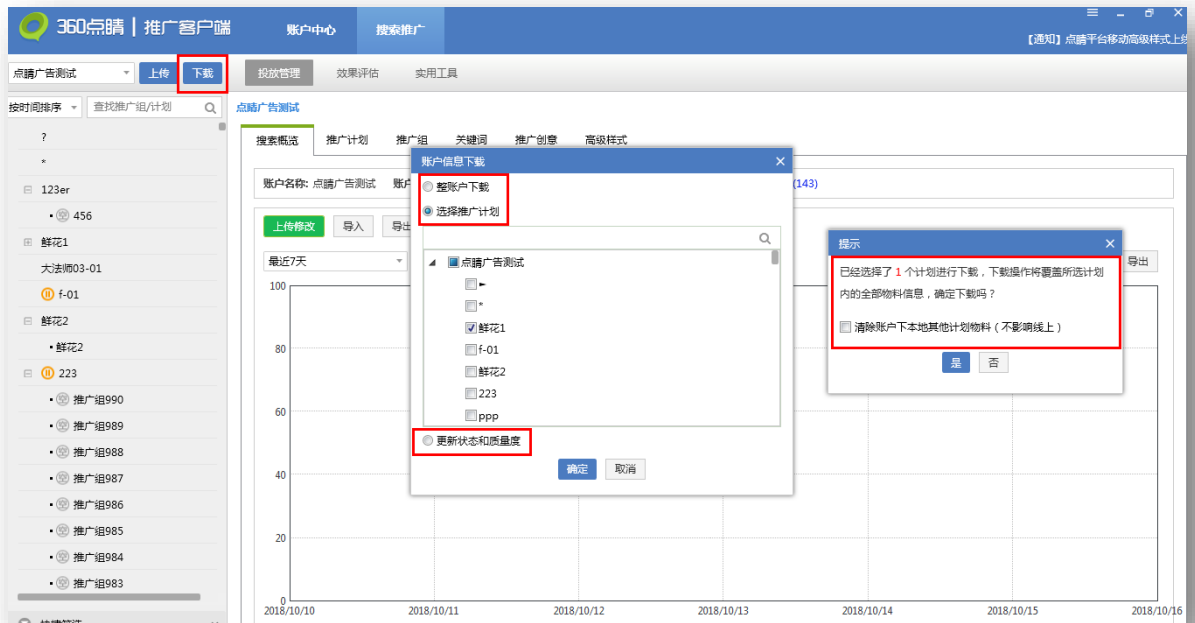 360点睛 | 推广客户端
账户中心
搜索推广
【通知】点睛平台移动高级样式上线
点睛广告测试
上传
下载
投放管理
效果评估
实用工具
按时间排序
查找推广组/计划
点睛广告测试
?
*
123er
456
鲜花1
大法师03-01
f-01
鲜花2
鲜花2
223
推广组990
推广组989
推广组988
推广组987
推广组986
推广组985
推广组984
推广组983
搜索概览
推广计划
推广组
关键词
推广创意
高级样式
账户名称: 点睛广告测试
(143)
上传修改
导入
导出
最近7天
导出
100
80
60
40
20
0
2018/10/10
2018/10/11
2018/10/12
2018/10/13
2018/10/14
2018/10/15
2018/10/16
账户信息下载
整账户下载
选择推广计划
点睛广告测试
►
*
鲜花1
f-01
鲜花2
223
ppp
更新状态和质量度
确定
取消
提示
已经选择了 1 个计划进行下载，下载操作将覆盖所选计划
内的全部物料信息，确定下载吗？
清除账户下本地其他计划物料（不影响线上）
是
否